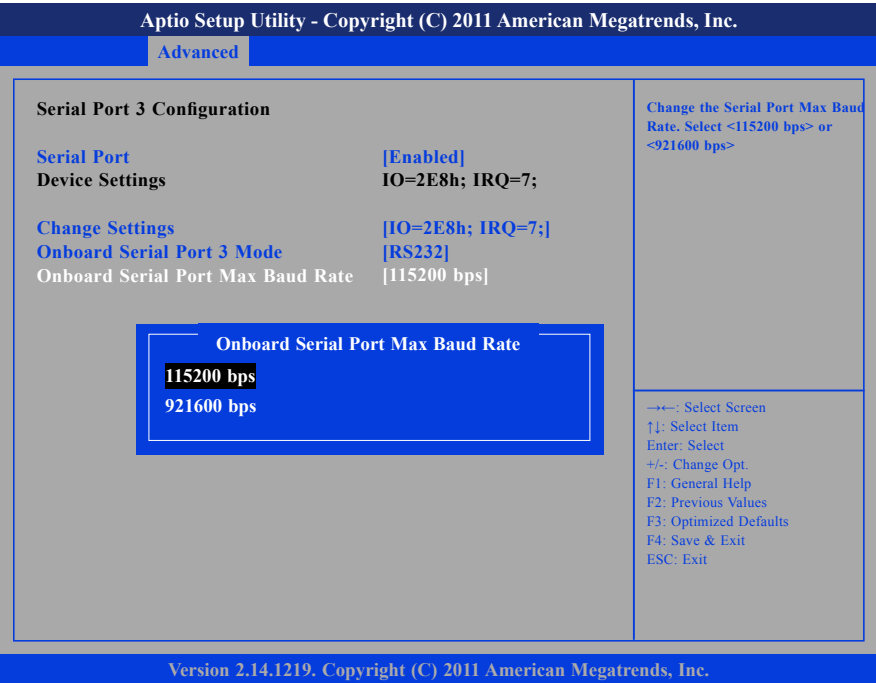 Aptio Setup Utility - Copyright (C) 2011 American Megatrends, Inc.
Advanced
Serial Port 3 Configuration
Serial Port [Enabled]
Device Settings IO=2E8h; IRQ=7;
Change Settings [IO=2E8h; IRQ=7;]
Onboard Serial Port 3 Mode [RS232]
Onboard Serial Port Max Baud Rate [115200 bps]
Onboard Serial Port Max Baud Rate
115200 bps
921600 bps
Change the Serial Port Max Baud
Rate. Select <115200 bps> or
<921600 bps>
→←: Select Screen
↑↓: Select Item
Enter: Select
+/-: Change Opt.
F1: General Help
F2: Previous Values
F3: Optimized Defaults
F4: Save & Exit
ESC: Exit
Version 2.14.1219. Copyright (C) 2011 American Megatrends, Inc.